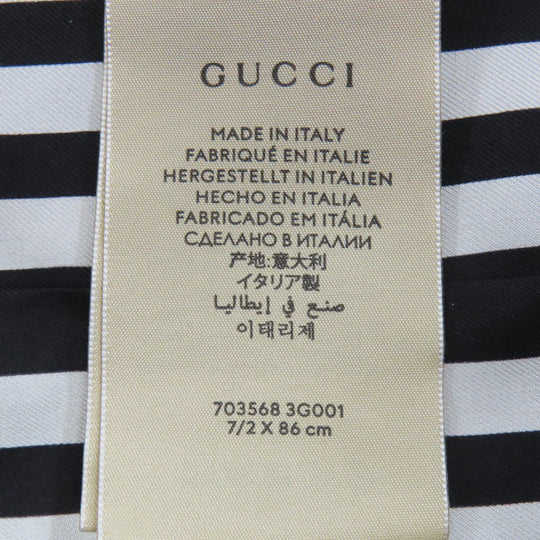 GUCCI
MADE IN ITALY
FABRIQUÉ EN ITALIE
HERGESTELLT IN ITALIEN
HECHO EN ITALIA
FABRICADO EM ITÁLIA
СДЕЛАНО В ИТАЛИИ
产地:意大利
イタリア製
صنع في إيطاليا
이태리제
703568 3G001
7/2 X 86 cm